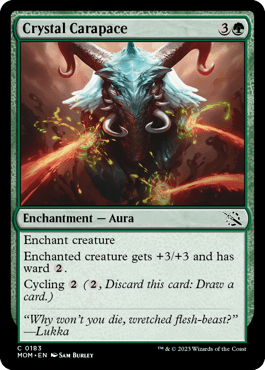 Crystal Carapace 3
Enchantment — Aura
Enchant creature
Enchanted creature gets +3/+3 and has
ward 2.
Cycling 2 (2, Discard this card: Draw a
card.)
“Why won't you die, wretched flesh-beast?”
—Lukka
C 0183
MOM • EN SAM BURLEY
™ & © 2023 Wizards of the Coast